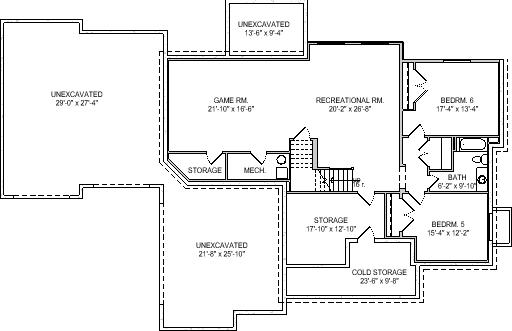 UNEXCAVATED
13'-6" x 9'-4"
UNEXCAVATED
29'-0" x 27'-4"
GAME RM.
21'-10" x 16'-6"
RECREATIONAL RM.
20'-2" x 26'-8"
BEDRM. 6
17'-4" x 13'-4"
STORAGE
MECH.
UP
16 r.
BATH
6'-2" x 9'-10"
STORAGE
17'-10" x 12'-10"
BEDRM. 5
15'-4" x 12'-2"
UNEXCAVATED
21'-8" x 25'-10"
COLD STORAGE
23'-6" x 9'-8"